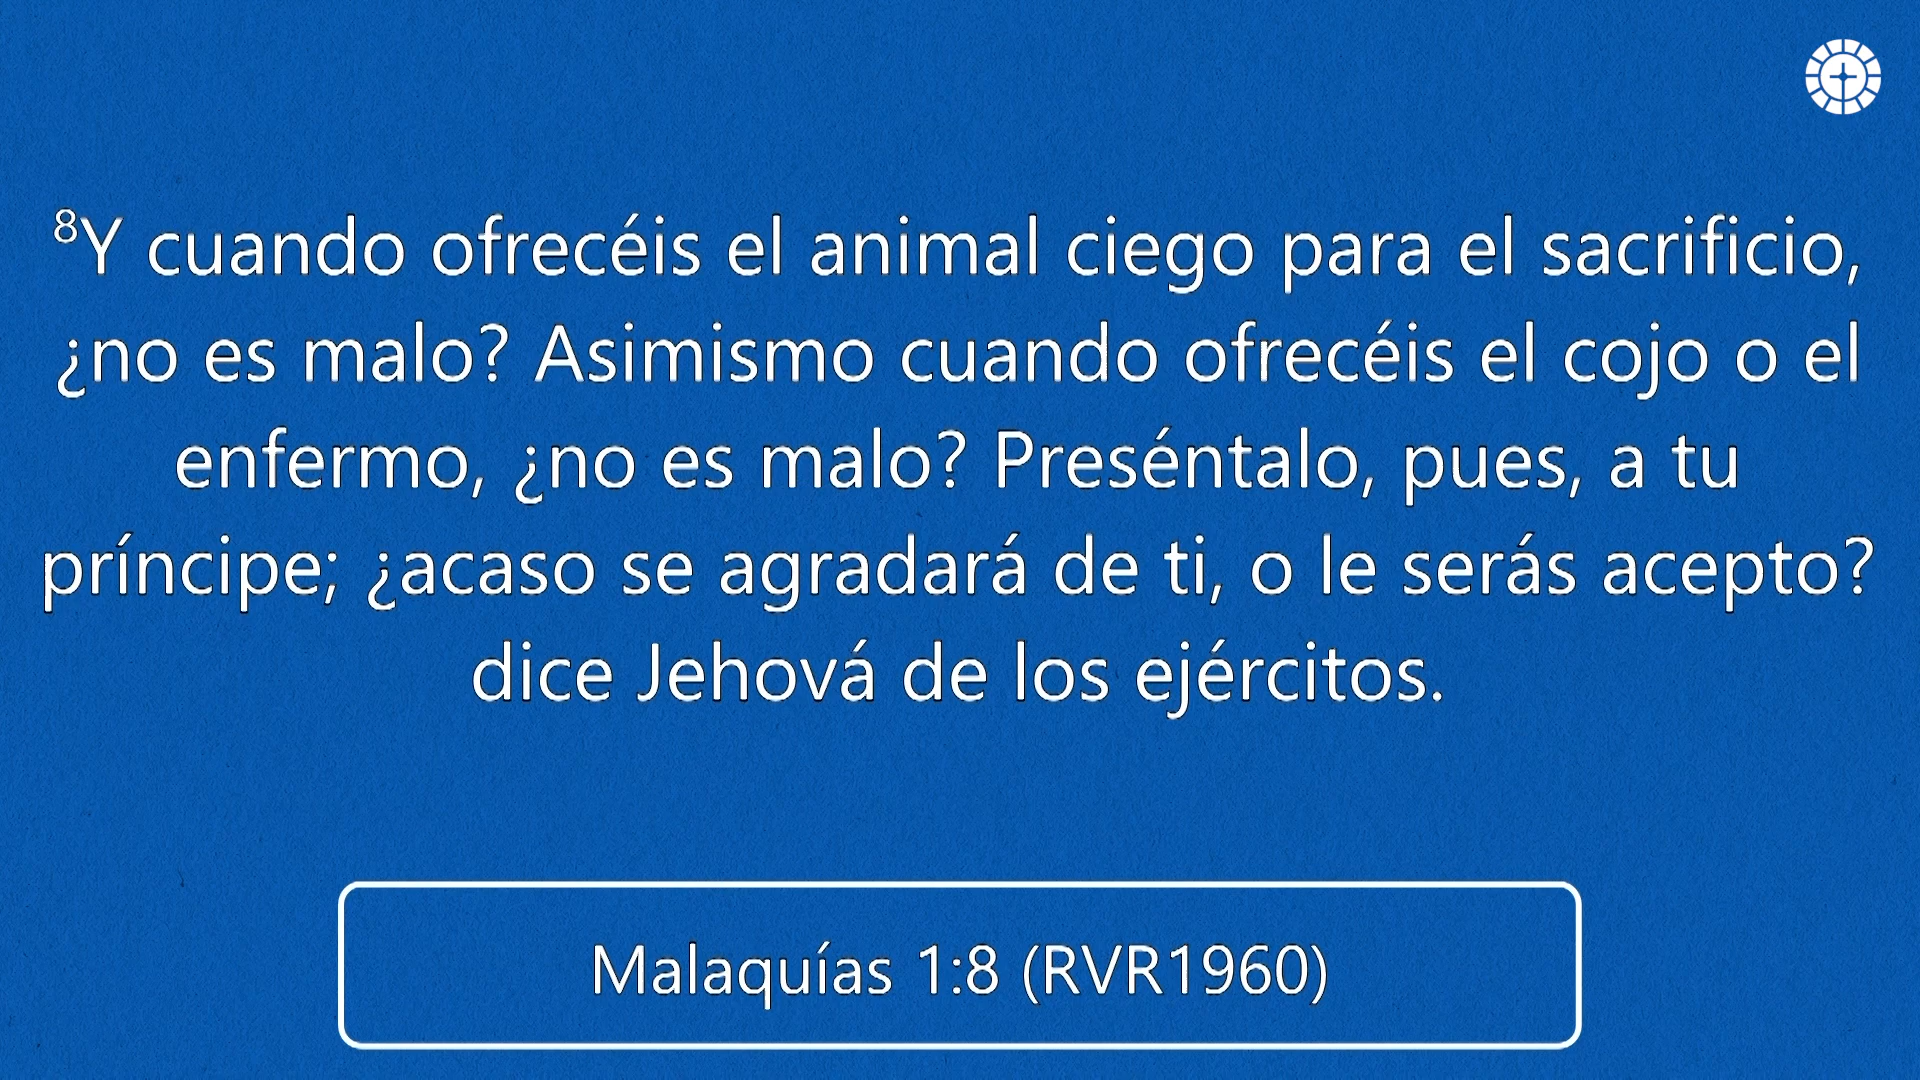 ⁸Y cuando ofrecéis el animal ciego para el sacrificio,
¿no es malo? Asimismo cuando ofrecéis el cojo o el
enfermo, ¿no es malo? Preséntalo, pues, a tu
príncipe; ¿acaso se agradará de ti, o le serás acepto?
dice Jehová de los ejércitos.
Malaquías 1:8 (RVR1960)